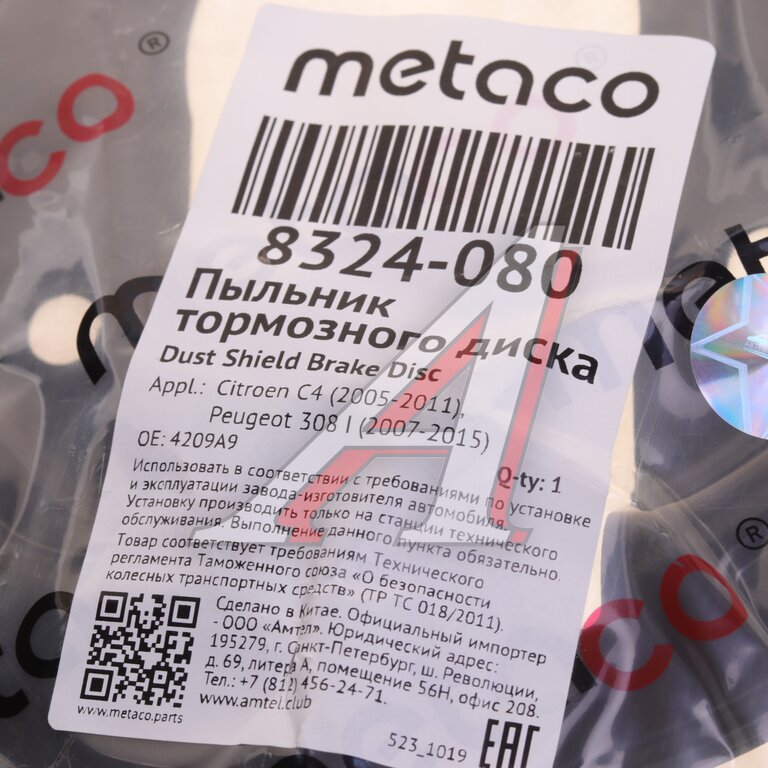 metaco
8324-080
Пыльник
тормозного диска
Dust Shield Brake Disc
Appl.: Citroen C4 (2005-2011),
Peugeot 308 I (2007-2015)
OE: 4209A9
Q-ty: 1
Использовать в соответствии с требованиями по установке
и эксплуатации завода-изготовителя автомобиля.
Установку производить только на станции технического
обслуживания. Выполнение данного пункта обязательно.
Товар соответствует требованиям Технического
регламента Таможенного союза «О безопасности
колесных транспортных средств» (ТР ТС 018/2011).
Сделано в Китае. Официальный импортер
- ООО «Амтел». Юридический адрес:
195279, г. Санкт-Петербург, ш. Революции,
д. 69, литера А, помещение 56Н, офис 208.
Тел.: +7 (812) 456-24-71.
www.amtel.club
www.metaco.parts
523_1019
EAC